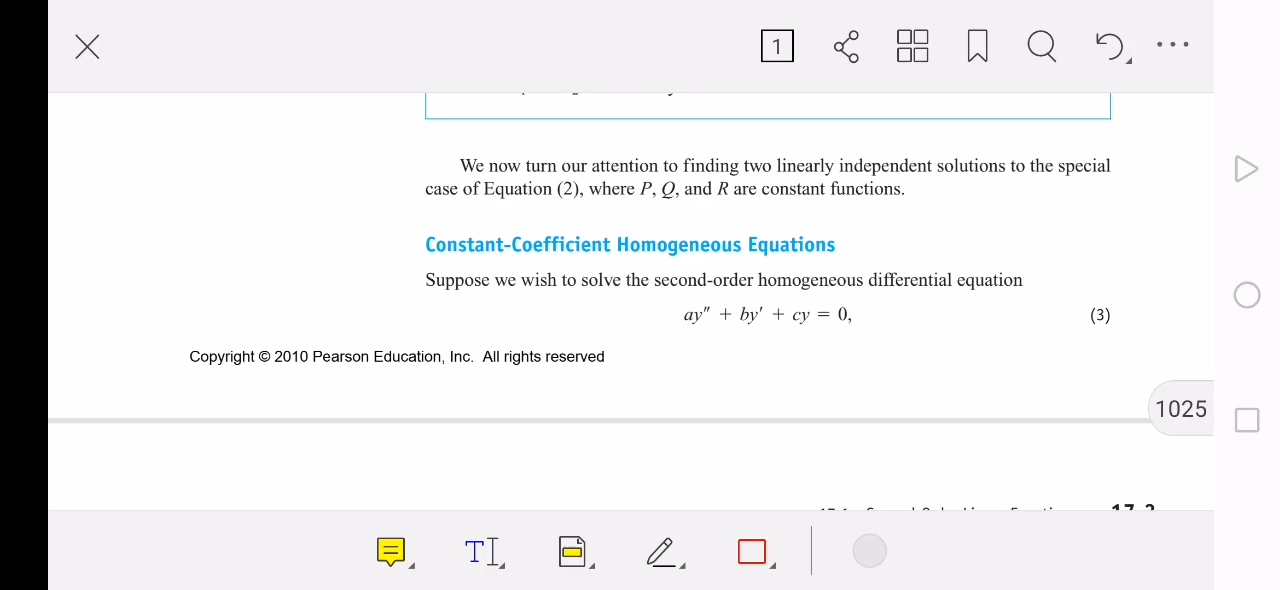 1
We now turn our attention to finding two linearly independent solutions to the special
case of Equation (2), where P, Q, and R are constant functions.
Constant-Coefficient Homogeneous Equations
Suppose we wish to solve the second-order homogeneous differential equation
ay″ + by′ + cy = 0, (3)
Copyright © 2010 Pearson Education, Inc. All rights reserved
1025
T